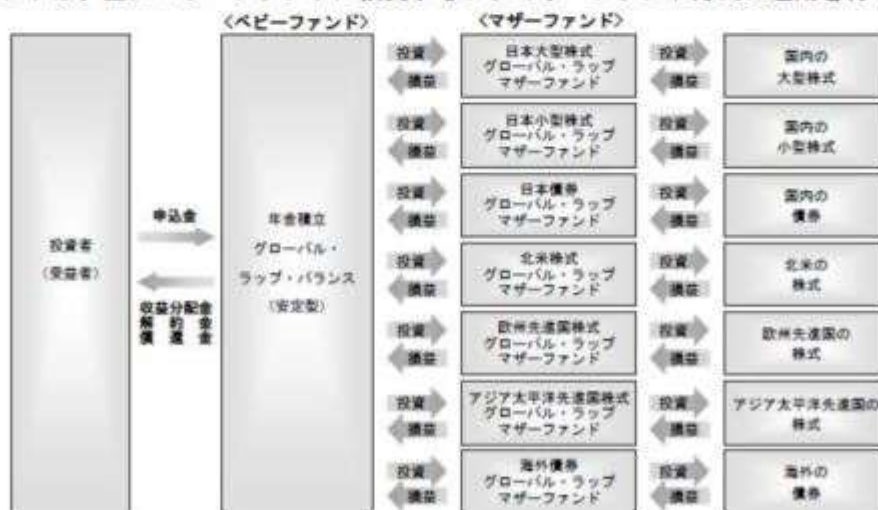 〈ベビーファンド〉
〈マザーファンド〉
投資者
(受益者)
申込金
収益分配金
解約金
償還金
年金積立
グローバル・
ラップ・バランス
(安定型)
投資
損益
日本大型株式
グローバル・ラップ
マザーファンド
投資
損益
国内の
大型株式
投資
損益
日本小型株式
グローバル・ラップ
マザーファンド
投資
損益
国内の
小型株式
投資
損益
日本債券
グローバル・ラップ
マザーファンド
投資
損益
国内の
債券
投資
損益
北米株式
グローバル・ラップ
マザーファンド
投資
損益
北米の
株式
投資
損益
欧州先進国株式
グローバル・ラップ
マザーファンド
投資
損益
欧州先進国の
株式
投資
損益
アジア太平洋先進国株式
グローバル・ラップ
マザーファンド
投資
損益
アジア太平洋先進国の
株式
投資
損益
海外債券
グローバル・ラップ
マザーファンド
投資
損益
海外の
債券